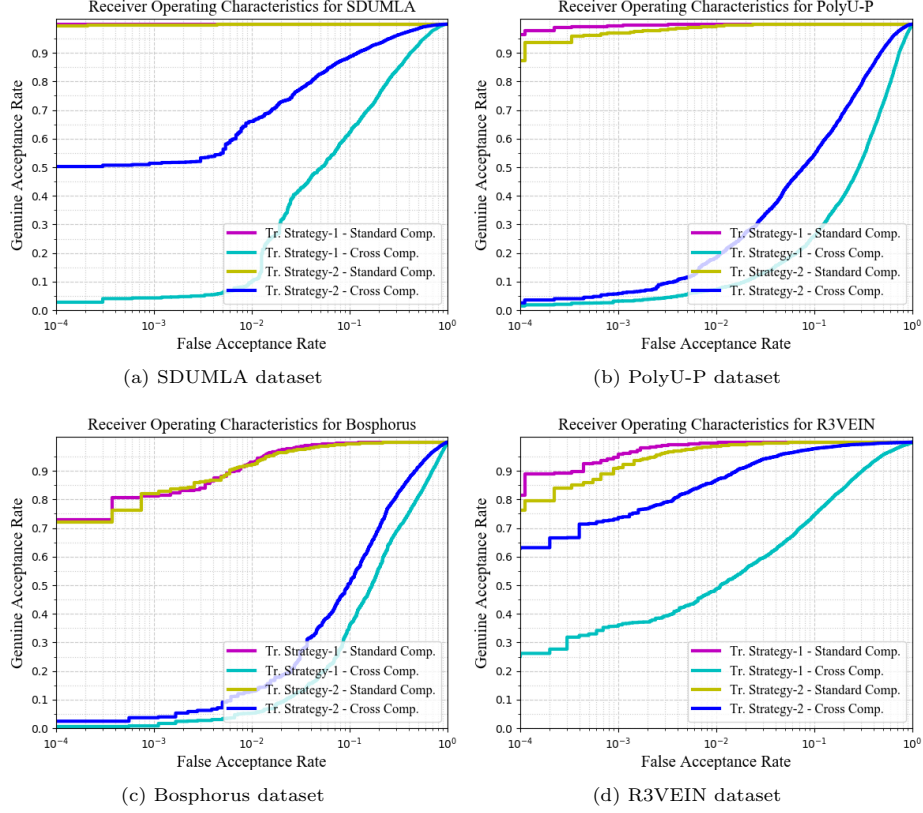 Receiver Operating Characteristics for SDUMLA
Genuine Acceptance Rate
0.9
0.8
0.7
0.6
0.5
0.4
0.3
0.2
0.1
0.0
Tr. Strategy-1 - Standard Comp.
Tr. Strategy-1 - Cross Comp.
Tr. Strategy-2 - Standard Comp.
Tr. Strategy-2 - Cross Comp.
10⁻⁴ 10⁻³ 10⁻² 10⁻¹ 10⁰
False Acceptance Rate
(a) SDUMLA dataset
Receiver Operating Characteristics for PolyU-P
Genuine Acceptance Rate
0.9
0.8
0.7
0.6
0.5
0.4
0.3
0.2
0.1
0.0
Tr. Strategy-1 - Standard Comp.
Tr. Strategy-1 - Cross Comp.
Tr. Strategy-2 - Standard Comp.
Tr. Strategy-2 - Cross Comp.
10⁻⁴ 10⁻³ 10⁻² 10⁻¹ 10⁰
False Acceptance Rate
(b) PolyU-P dataset
Receiver Operating Characteristics for Bosphorus
Genuine Acceptance Rate
0.9
0.8
0.7
0.6
0.5
0.4
0.3
0.2
0.1
0.0
Tr. Strategy-1 - Standard Comp.
Tr. Strategy-1 - Cross Comp.
Tr. Strategy-2 - Standard Comp.
Tr. Strategy-2 - Cross Comp.
10⁻⁴ 10⁻³ 10⁻² 10⁻¹ 10⁰
False Acceptance Rate
(c) Bosphorus dataset
Receiver Operating Characteristics for R3VEIN
Genuine Acceptance Rate
0.9
0.8
0.7
0.6
0.5
0.4
0.3
0.2
0.1
0.0
Tr. Strategy-1 - Standard Comp.
Tr. Strategy-1 - Cross Comp.
Tr. Strategy-2 - Standard Comp.
Tr. Strategy-2 - Cross Comp.
10⁻⁴ 10⁻³ 10⁻² 10⁻¹ 10⁰
False Acceptance Rate
(d) R3VEIN dataset